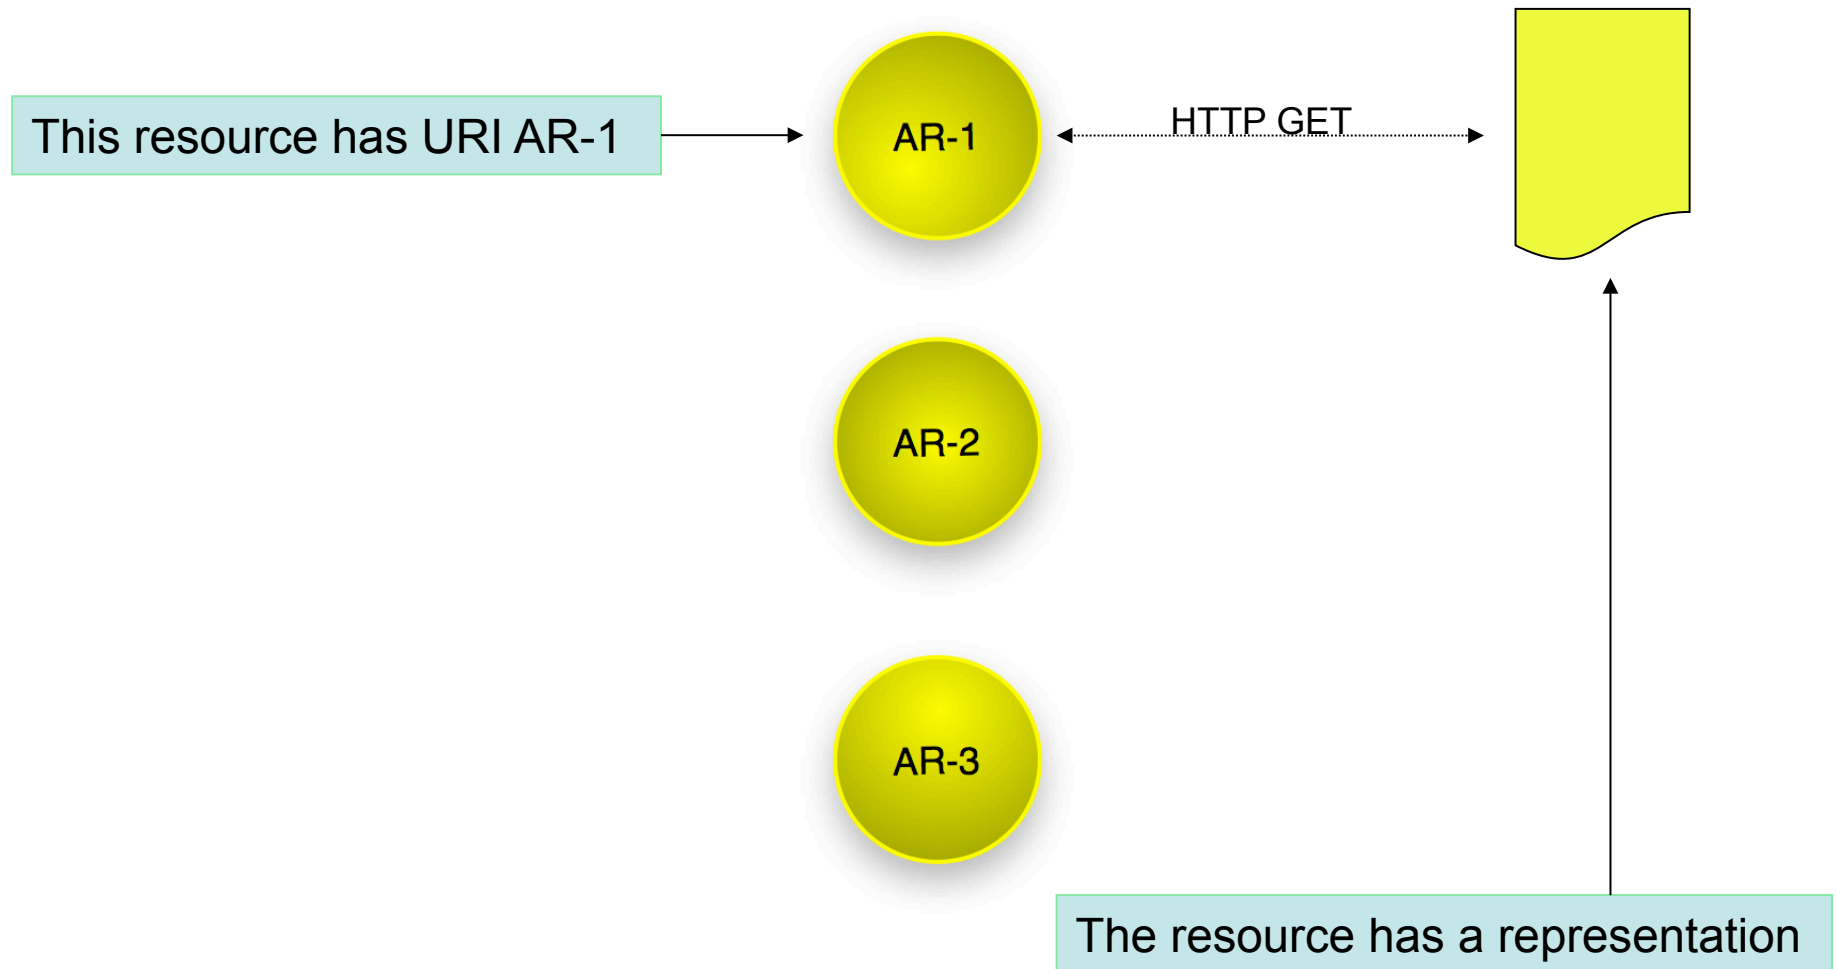 This resource has URI AR-1
AR-1
HTTP GET
AR-2
AR-3
The resource has a representation